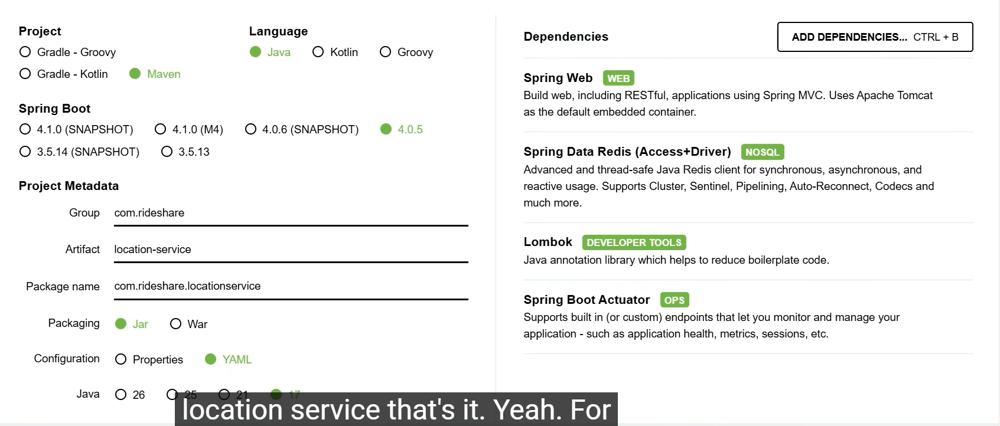 Project
Gradle - Groovy
Gradle - Kotlin Maven
Language
Java Kotlin Groovy
Spring Boot
4.1.0 (SNAPSHOT) 4.1.0 (M4) 4.0.6 (SNAPSHOT) 4.0.5
3.5.14 (SNAPSHOT) 3.5.13
Project Metadata
Group com.rideshare
Artifact location-service
Package name com.rideshare.locationservice
Packaging Jar War
Configuration Properties YAML
Java 26 25 21 17
Dependencies ADD DEPENDENCIES... CTRL + B
Spring Web WEB
Build web, including RESTful, applications using Spring MVC. Uses Apache Tomcat
as the default embedded container.
Spring Data Redis (Access+Driver) NOSQL
Advanced and thread-safe Java Redis client for synchronous, asynchronous, and
reactive usage. Supports Cluster, Sentinel, Pipelining, Auto-Reconnect, Codecs and
much more.
Lombok DEVELOPER TOOLS
Java annotation library which helps to reduce boilerplate code.
Spring Boot Actuator OPS
Supports built in (or custom) endpoints that let you monitor and manage your
application - such as application health, metrics, sessions, etc.
location service that's it. Yeah. For